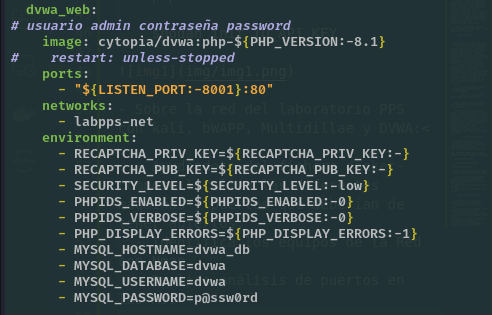 dvwa_web:
# usuario admin contraseña password
image: cytopia/dvwa:php-${PHP_VERSION:-8.1}
# restart: unless-stopped
ports:
- "${LISTEN_PORT:-8001}:80"
networks:
- labpps-net
environment:
- RECAPTCHA_PRIV_KEY=${RECAPTCHA_PRIV_KEY:-}
- RECAPTCHA_PUB_KEY=${RECAPTCHA_PUB_KEY:-}
- SECURITY_LEVEL=${SECURITY_LEVEL:-low}
- PHPIDS_ENABLED=${PHPIDS_ENABLED:-0}
- PHPIDS_VERBOSE=${PHPIDS_VERBOSE:-0}
- PHP_DISPLAY_ERRORS=${PHP_DISPLAY_ERRORS:-1}
- MYSQL_HOSTNAME=dvwa_db
- MYSQL_DATABASE=dvwa
- MYSQL_USERNAME=dvwa
- MYSQL_PASSWORD=p@ssw0rd